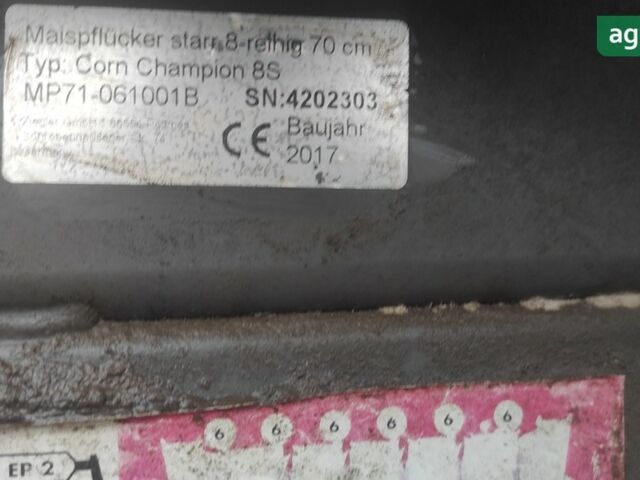 Maispflücker starr 8-reihig 70 cm
Typ: Corn Champion 8S
MP71-061001B SN:4202303
CE Baujahr
2017
ag
6 6 6 6 6 6
EP 2